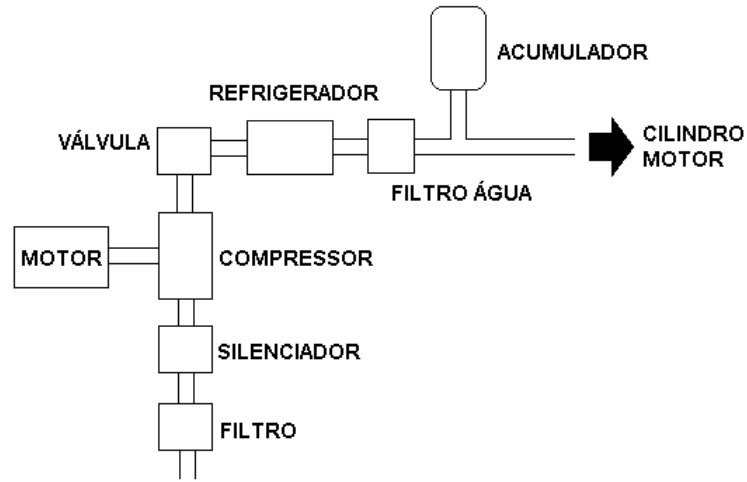 ACUMULADOR
REFRIGERADOR
VÁLVULA
CILINDRO
MOTOR
FILTRO ÁGUA
MOTOR
COMPRESSOR
SILENCIADOR
FILTRO